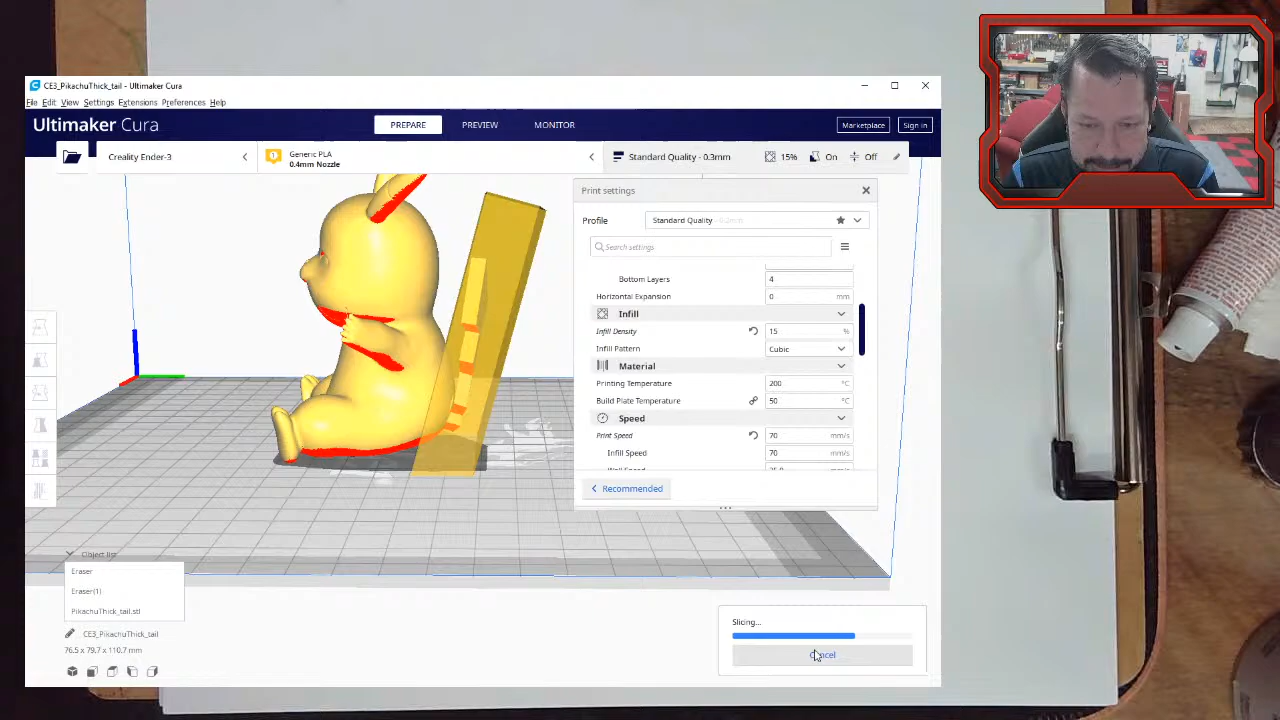 CE3_PikachuThick_tail - Ultimaker Cura
File Edit View Settings Extensions Preferences Help
Ultimaker Cura
PREPARE
PREVIEW
MONITOR
Marketplace
Sign in
Creality Ender-3
1
Generic PLA
0.4mm Nozzle
Standard Quality - 0.3mm
15%
On
Off
Print settings
Profile
Standard Quality - 0.3mm
Search settings
Bottom Layers 4
Horizontal Expansion 0 mm
Infill
Infill Density 15 %
Infill Pattern Cubic
Material
Printing Temperature 200 °C
Build Plate Temperature 50 °C
Speed
Print Speed 70 mm/s
Infill Speed 70 mm/s
Recommended
Object list
Eraser
Eraser(1)
PikachuThick_tail.stl
CE3_PikachuThick_tail
76.5 x 79.7 x 110.7 mm
Slicing...
Cancel